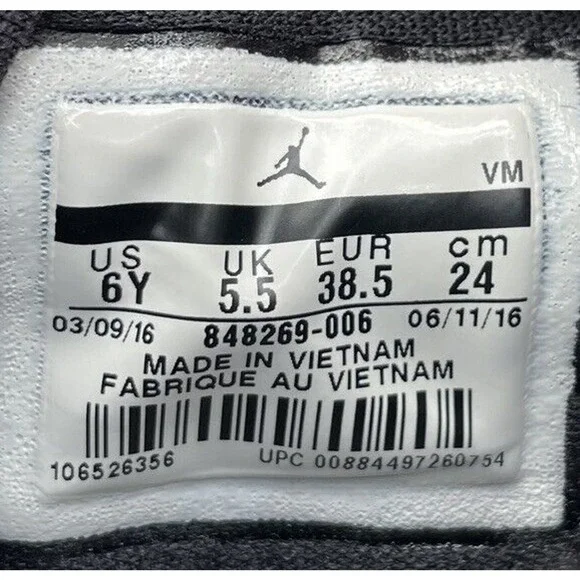 VM
US UK EUR cm
6Y 5.5 38.5 24
03/09/16 848269-006 06/11/16
MADE IN VIETNAM
FABRIQUE AU VIETNAM
106526356 UPC 00884497260754